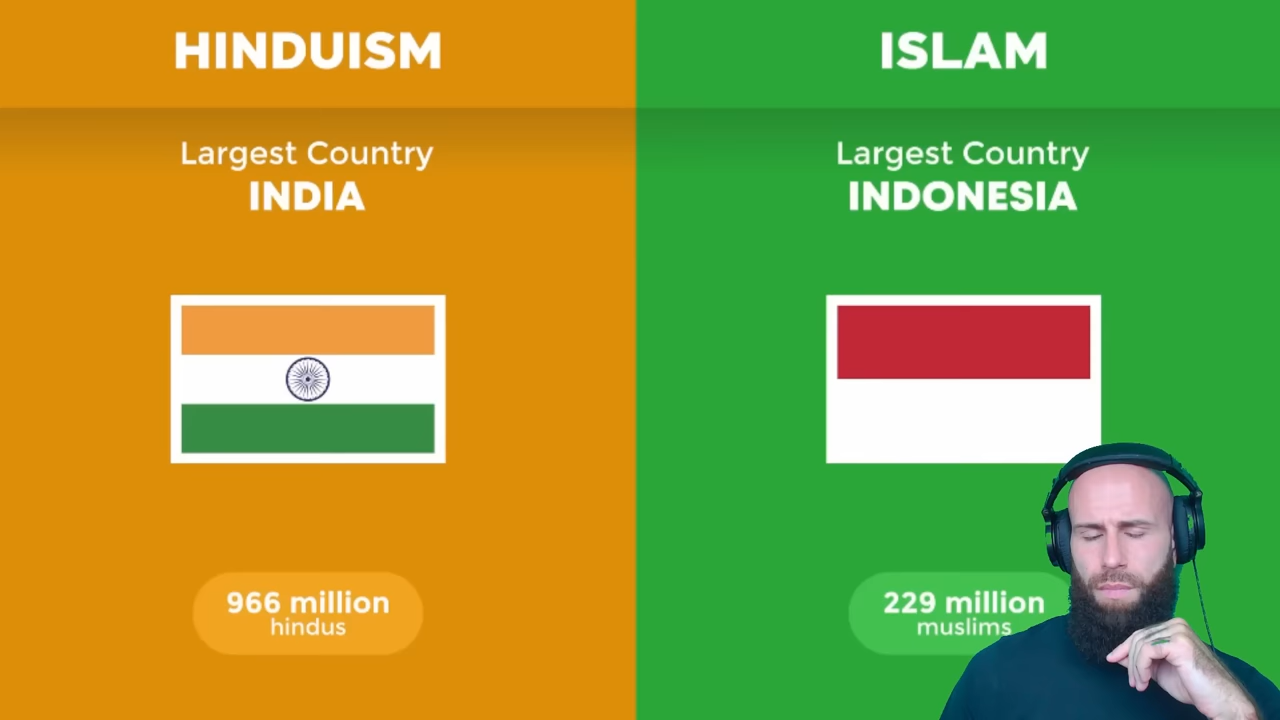 HINDUISM
Largest Country
INDIA
966 million
hindus
ISLAM
Largest Country
INDONESIA
229 million
muslims